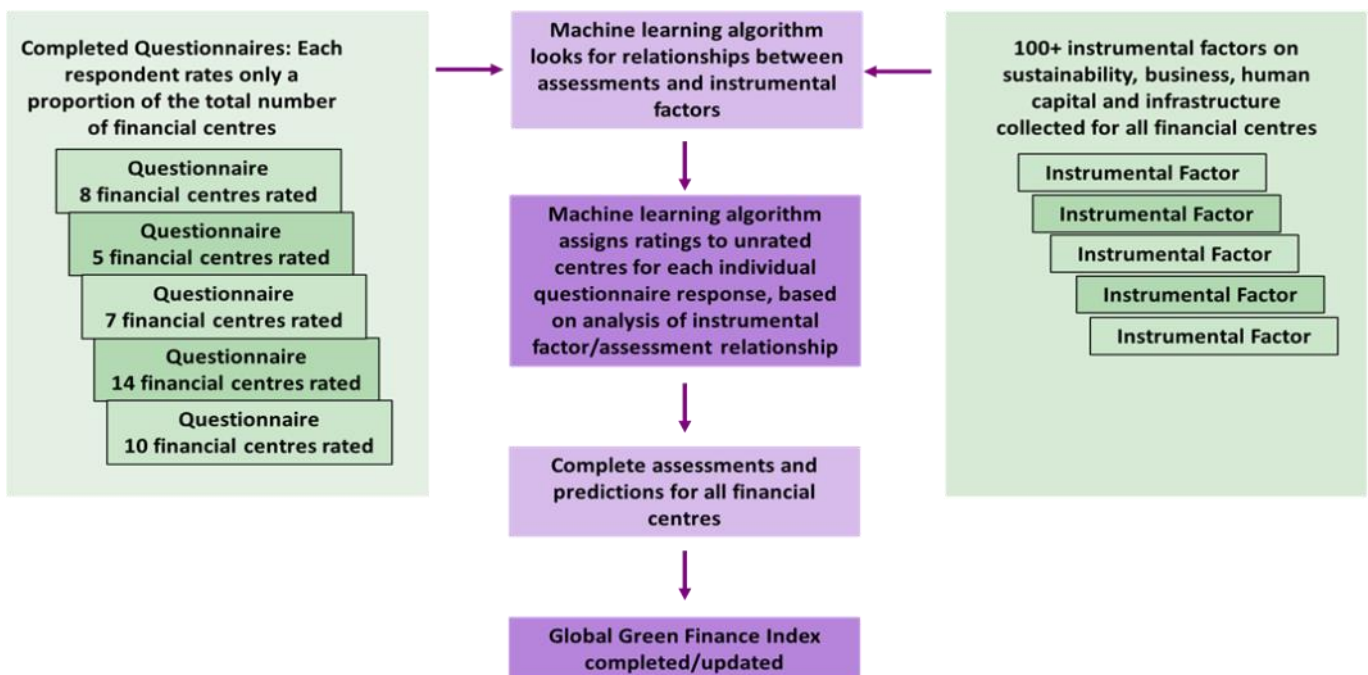 Completed Questionnaires: Each
respondent rates only a
proportion of the total number
of financial centres
Questionnaire
8 financial centres rated
Questionnaire
5 financial centres rated
Questionnaire
7 financial centres rated
Questionnaire
14 financial centres rated
Questionnaire
10 financial centres rated
Machine learning algorithm
looks for relationships between
assessments and instrumental
factors
Machine learning algorithm
assigns ratings to unrated
centres for each individual
questionnaire response, based
on analysis of instrumental
factor/assessment relationship
Complete assessments and
predictions for all financial
centres
Global Green Finance Index
completed/updated
100+ instrumental factors on
sustainability, business, human
capital and infrastructure
collected for all financial centres
Instrumental Factor
Instrumental Factor
Instrumental Factor
Instrumental Factor
Instrumental Factor